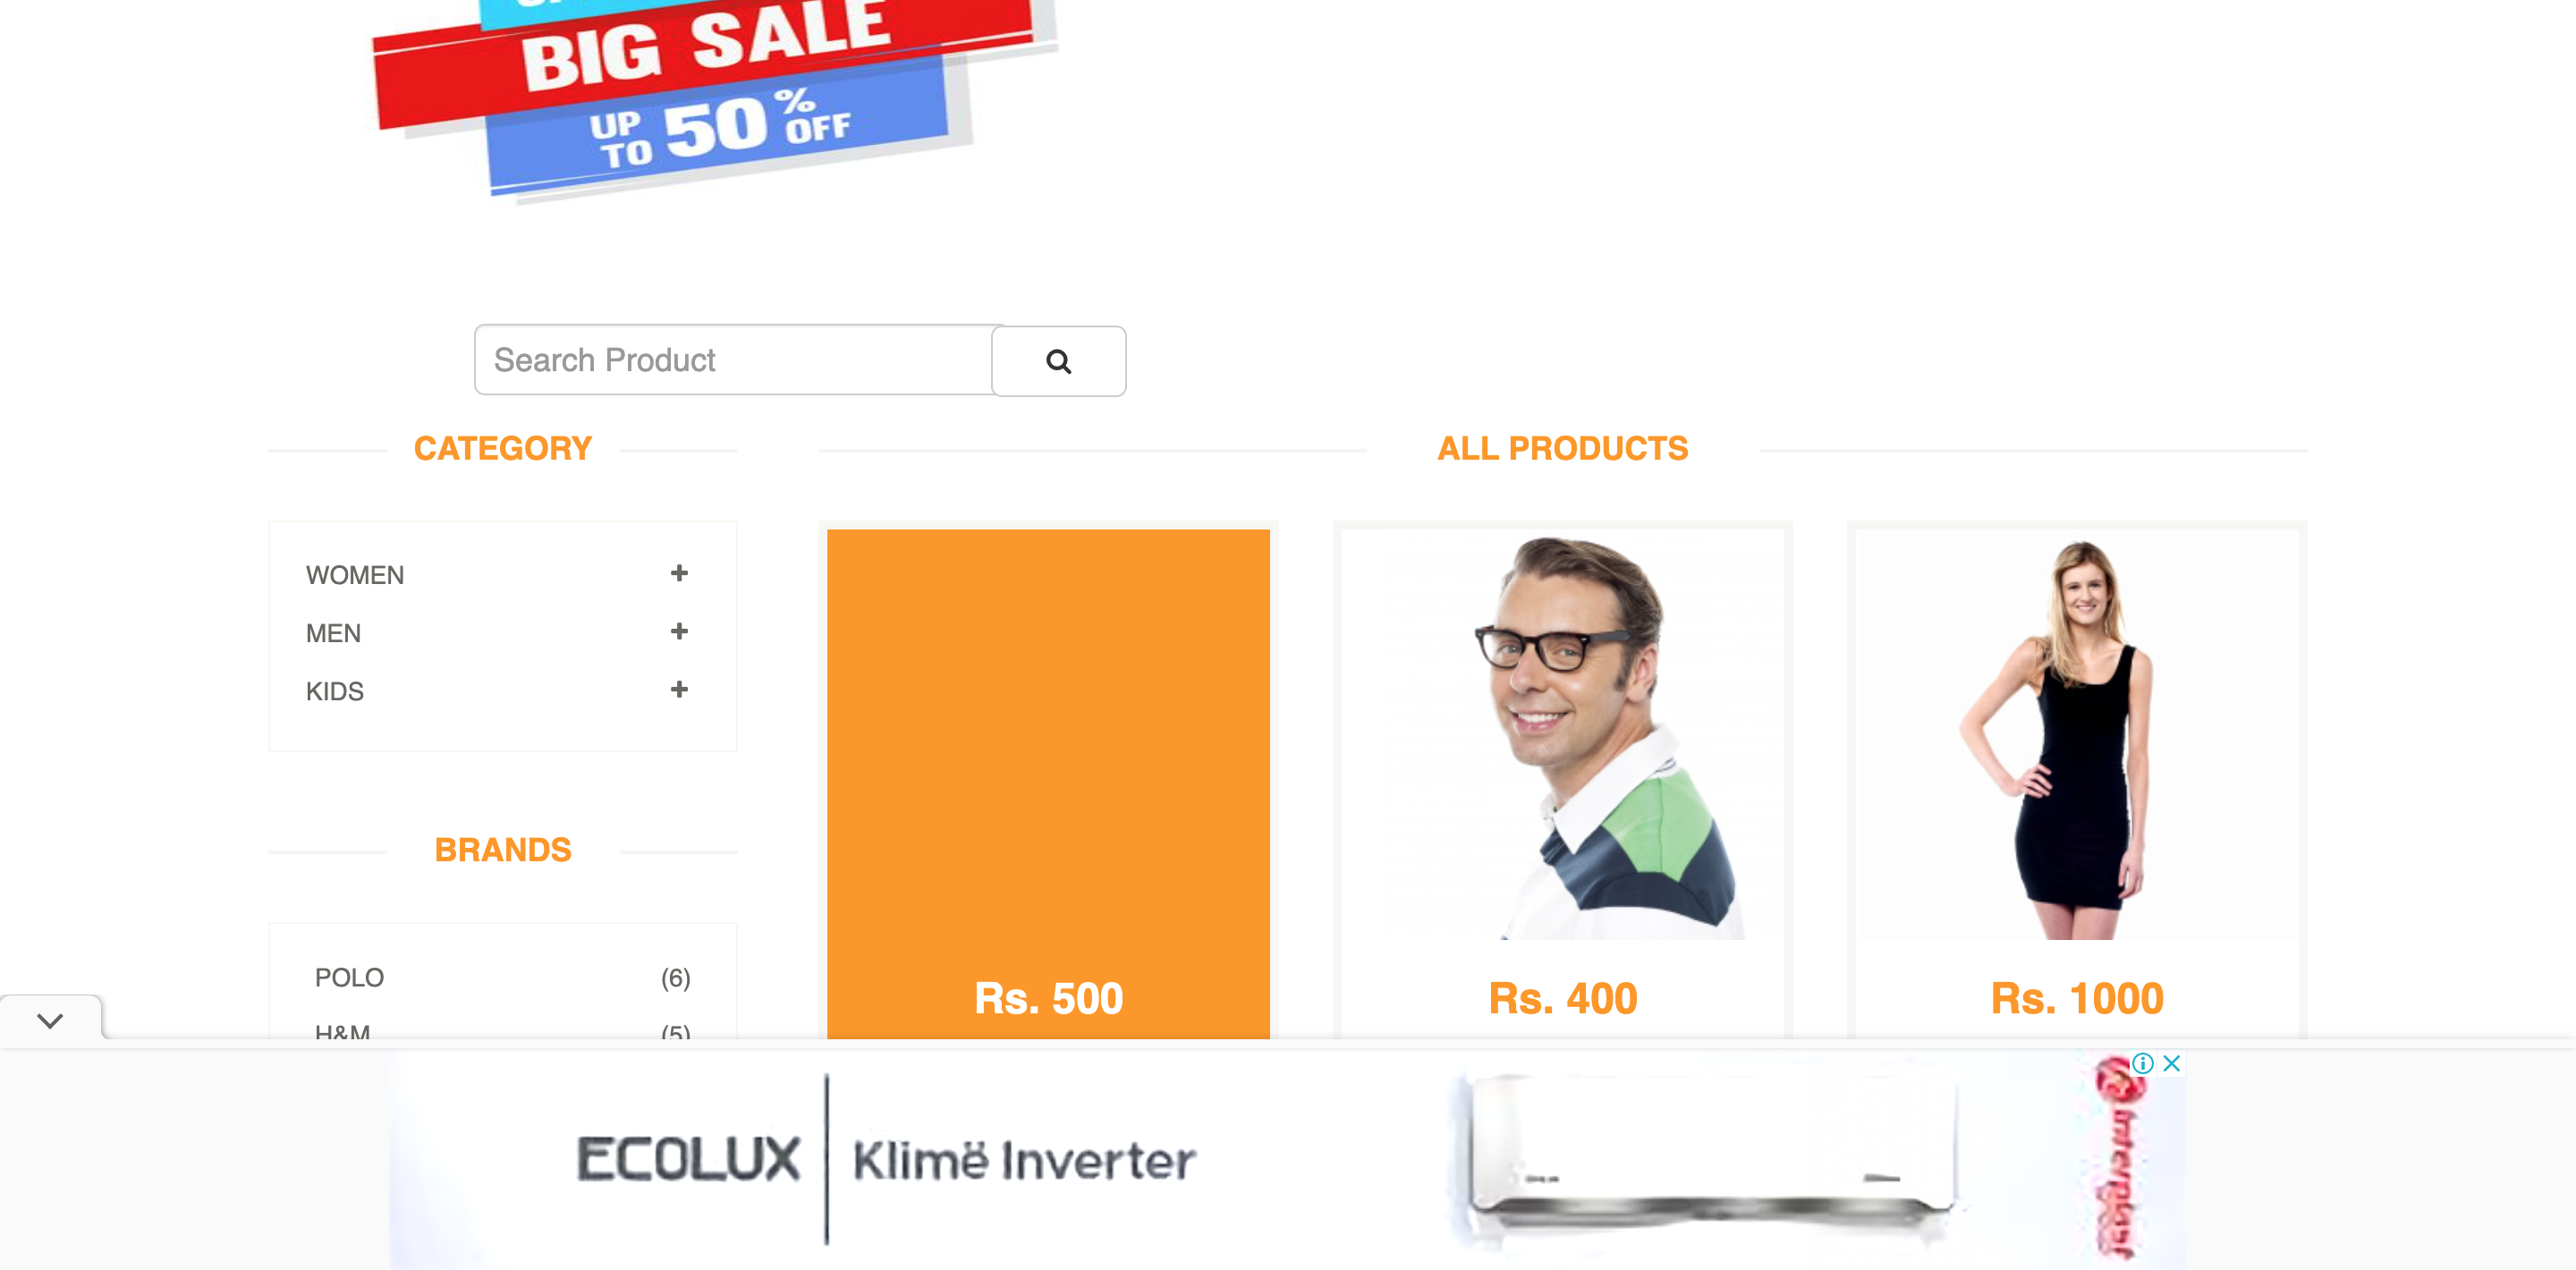 BIG SALE
UP TO 50% OFF
Search Product
CATEGORY
ALL PRODUCTS
WOMEN
MEN
KIDS
BRANDS
POLO (6)
H&M (5)
Rs. 500
Rs. 400
Rs. 1000
ECOLUX
Klimë Inverter